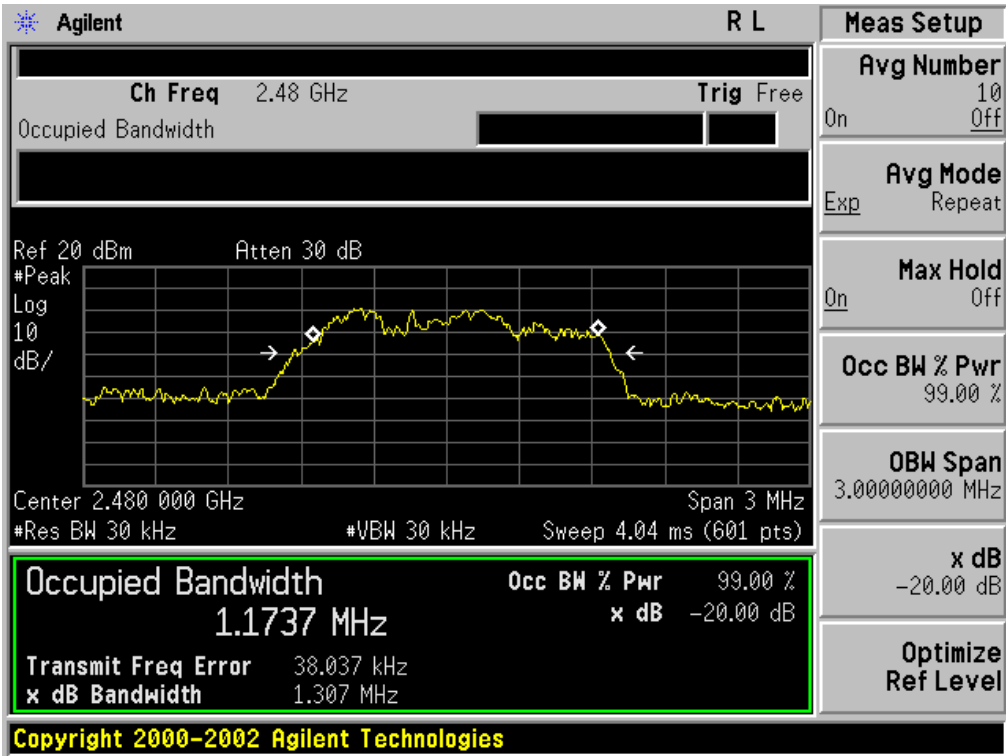 Agilent
R L
Meas Setup
Ch Freq 2.48 GHz
Trig Free
Occupied Bandwidth
Ref 20 dBm
Atten 30 dB
#Peak
Log
10
dB/
Center 2.480 000 GHz
Span 3 MHz
#Res BW 30 kHz
#VBW 30 kHz
Sweep 4.04 ms (601 pts)
Occupied Bandwidth
1.1737 MHz
Occ BW % Pwr 99.00 %
x dB -20.00 dB
Transmit Freq Error 38.037 kHz
x dB Bandwidth 1.307 MHz
Avg Number
10
On Off
Avg Mode
Exp Repeat
Max Hold
On Off
Occ BW % Pwr
99.00 %
OBW Span
3.00000000 MHz
x dB
-20.00 dB
Optimize
Ref Level
Copyright 2000-2002 Agilent Technologies